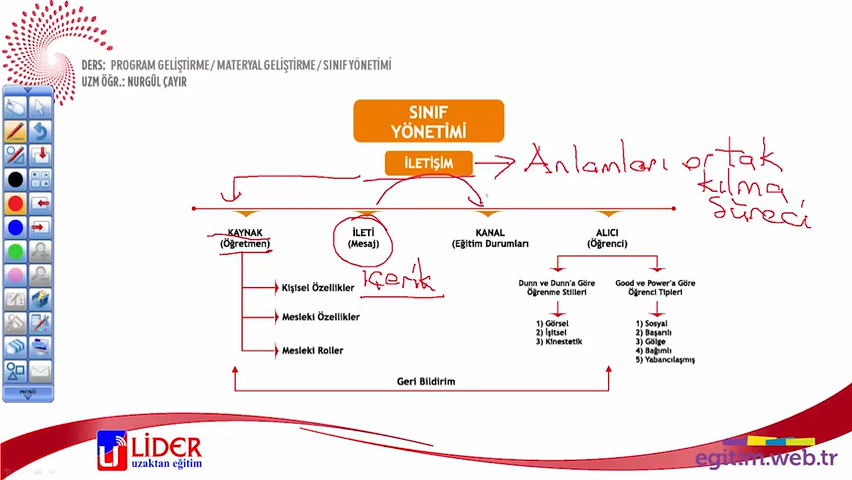 DERS: PROGRAM GELİŞTİRME / MATERYAL GELİŞTİRME / SINIF YÖNETİMİ
UZM ÖĞR.: NURGÜL ÇAYIR
SINIF
YÖNETİMİ
İLETİŞİM
Anlamları ortak
kılma
süreci
KAYNAK
(Öğretmen)
İLETİ
(Mesaj)
KANAL
(Eğitim Durumları)
ALICI
(Öğrenci)
içerik
Kişisel Özellikler
Mesleki Özellikler
Mesleki Roller
Dunn ve Dunn'a Göre
Öğrenme Stilleri
Good ve Power'a Göre
Öğrenci Tipleri
1) Görsel
2) İşitsel
3) Kinestetik
1) Sosyal
2) Başarılı
3) Gölge
4) Bağımlı
5) Yabancılaşmış
Geri Bildirim
MENÜ
LİDER
uzaktan eğitim
egitim.web.tr